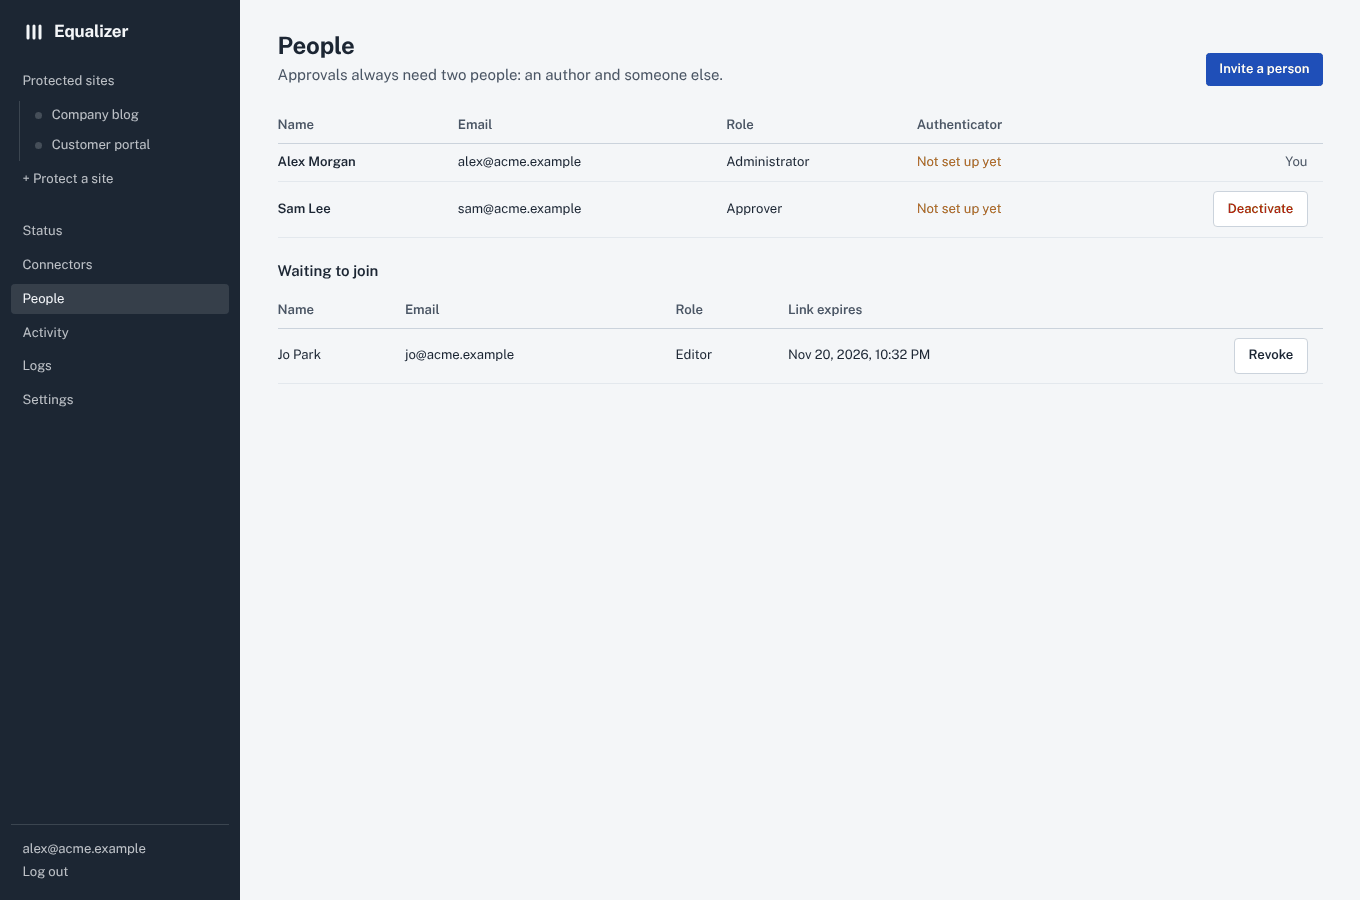 Equalizer
Protected sites
Company blog
Customer portal
+ Protect a site
Status
Connectors
People
Activity
Logs
Settings
alex@acme.example
Log out
People
Approvals always need two people: an author and someone else.
Invite a person
Name Email Role Authenticator
Alex Morgan alex@acme.example Administrator Not set up yet You
Sam Lee sam@acme.example Approver Not set up yet Deactivate
Waiting to join
Name Email Role Link expires
Jo Park jo@acme.example Editor Nov 20, 2026, 10:32 PM Revoke